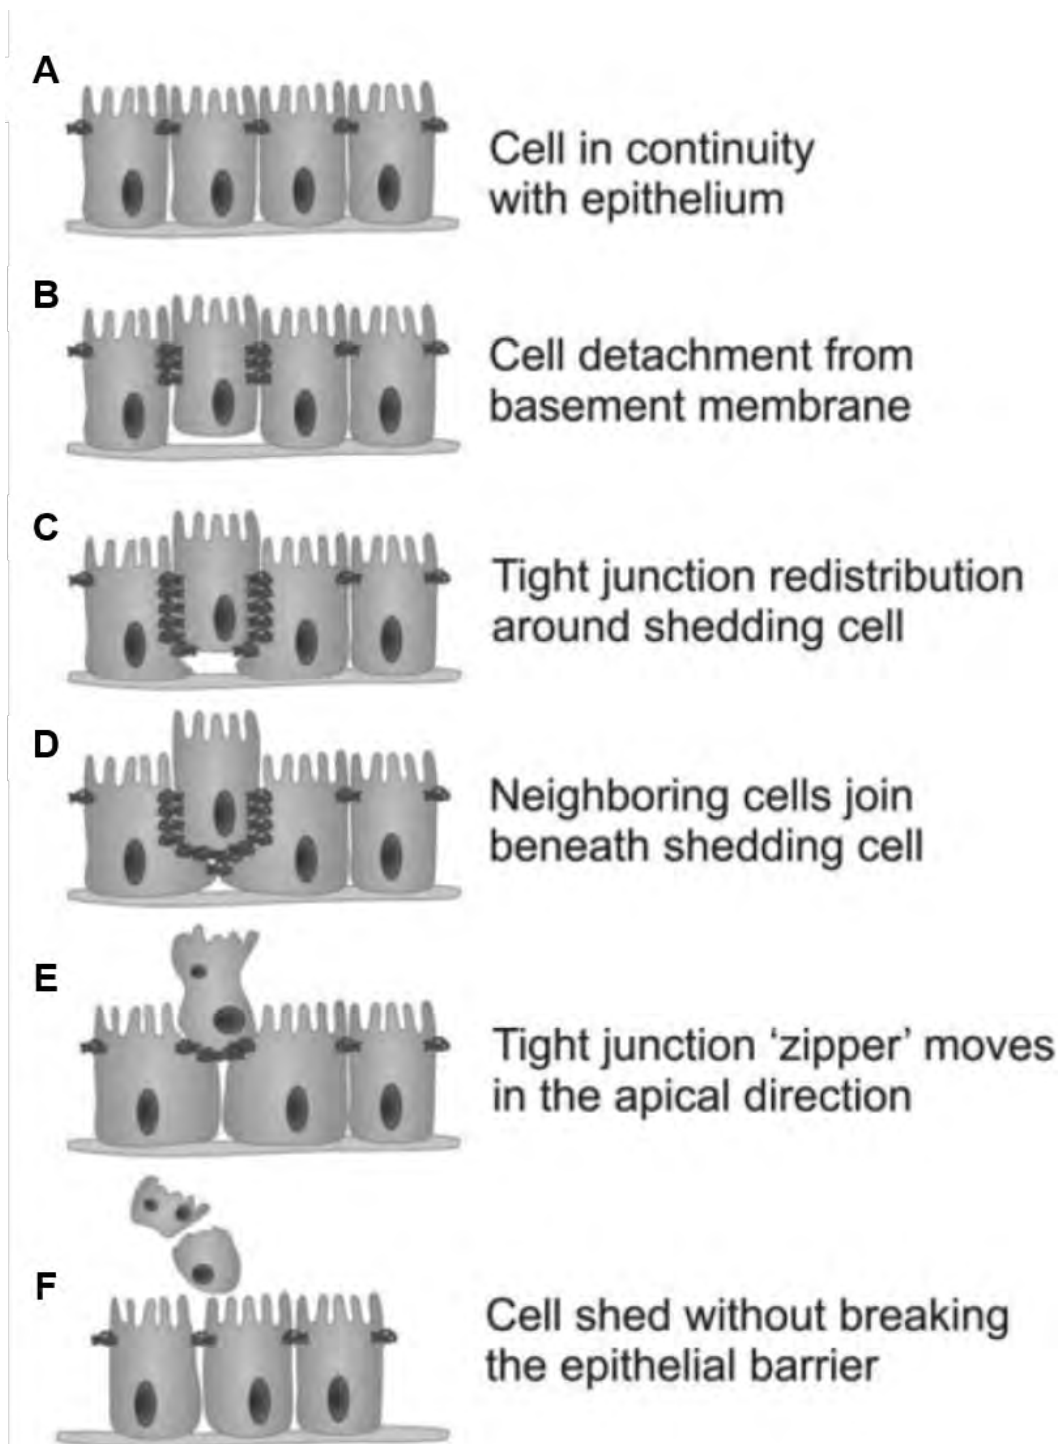 A
Cell in continuity
with epithelium
B
Cell detachment from
basement membrane
C
Tight junction redistribution
around shedding cell
D
Neighboring cells join
beneath shedding cell
E
Tight junction ‘zipper’ moves
in the apical direction
F
Cell shed without breaking
the epithelial barrier